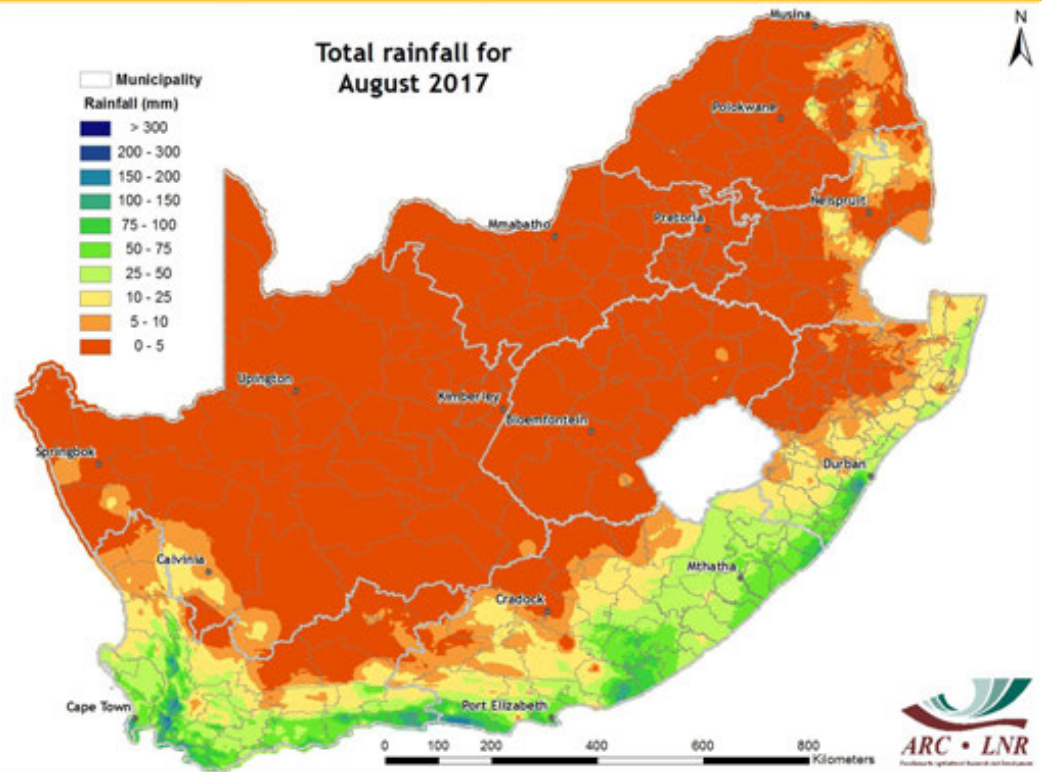 Total rainfall for
August 2017
N
Municipality
Rainfall (mm)
> 300
200 - 300
150 - 200
100 - 150
75 - 100
50 - 75
25 - 50
10 - 25
5 - 10
0 - 5
Musina
Polokwane
Nelspruit
Pretoria
Mmabatho
Upington
Kimberley
Bloemfontein
Springbok
Durban
Calvinia
Mthatha
Cradock
Cape Town
Port Elizabeth
0 100 200 400 600 800
Kilometers
ARC • LNR